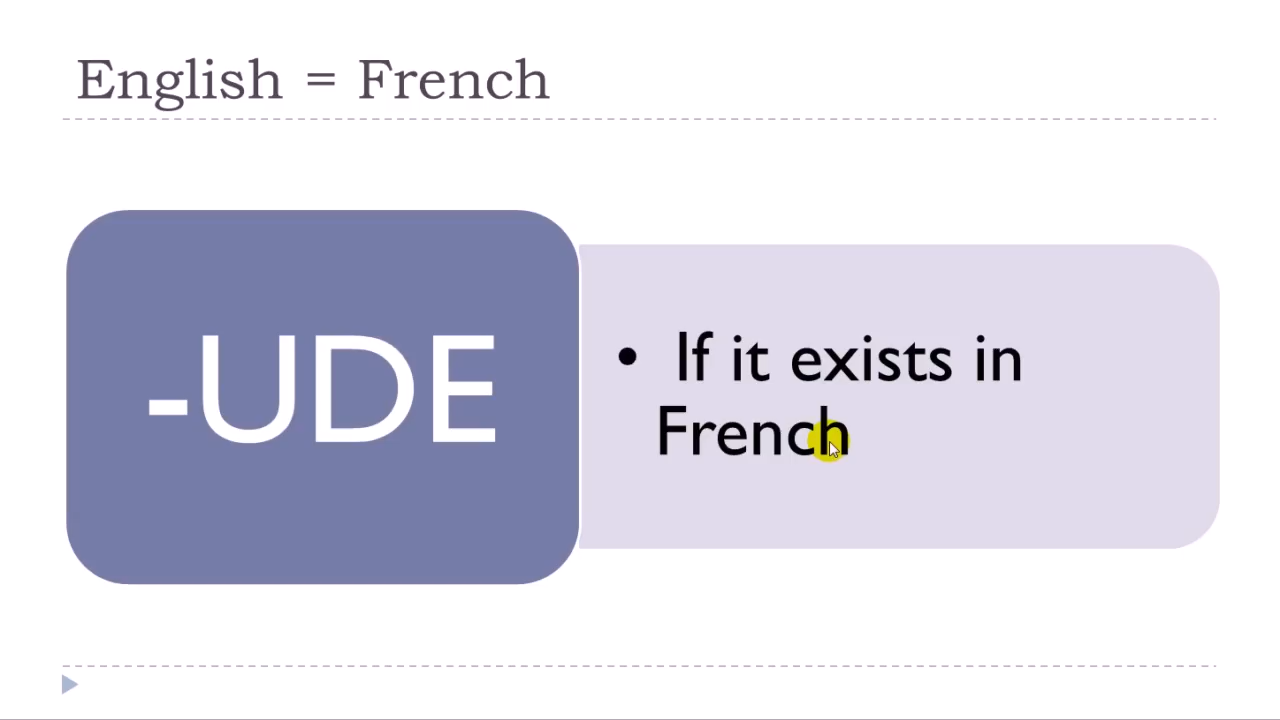 English = French
-UDE
• If it exists in
French